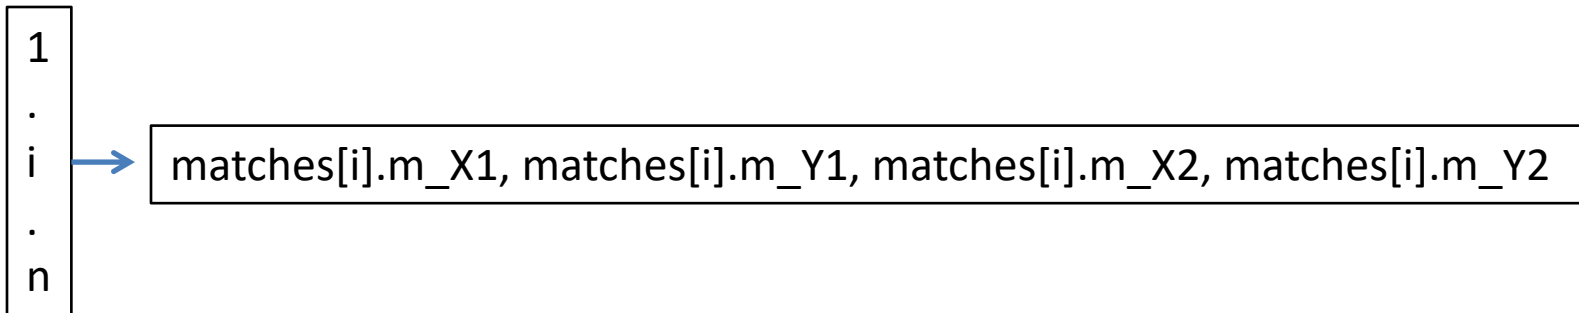 1
.
i
matches[i].m_X1, matches[i].m_Y1, matches[i].m_X2, matches[i].m_Y2
.
n